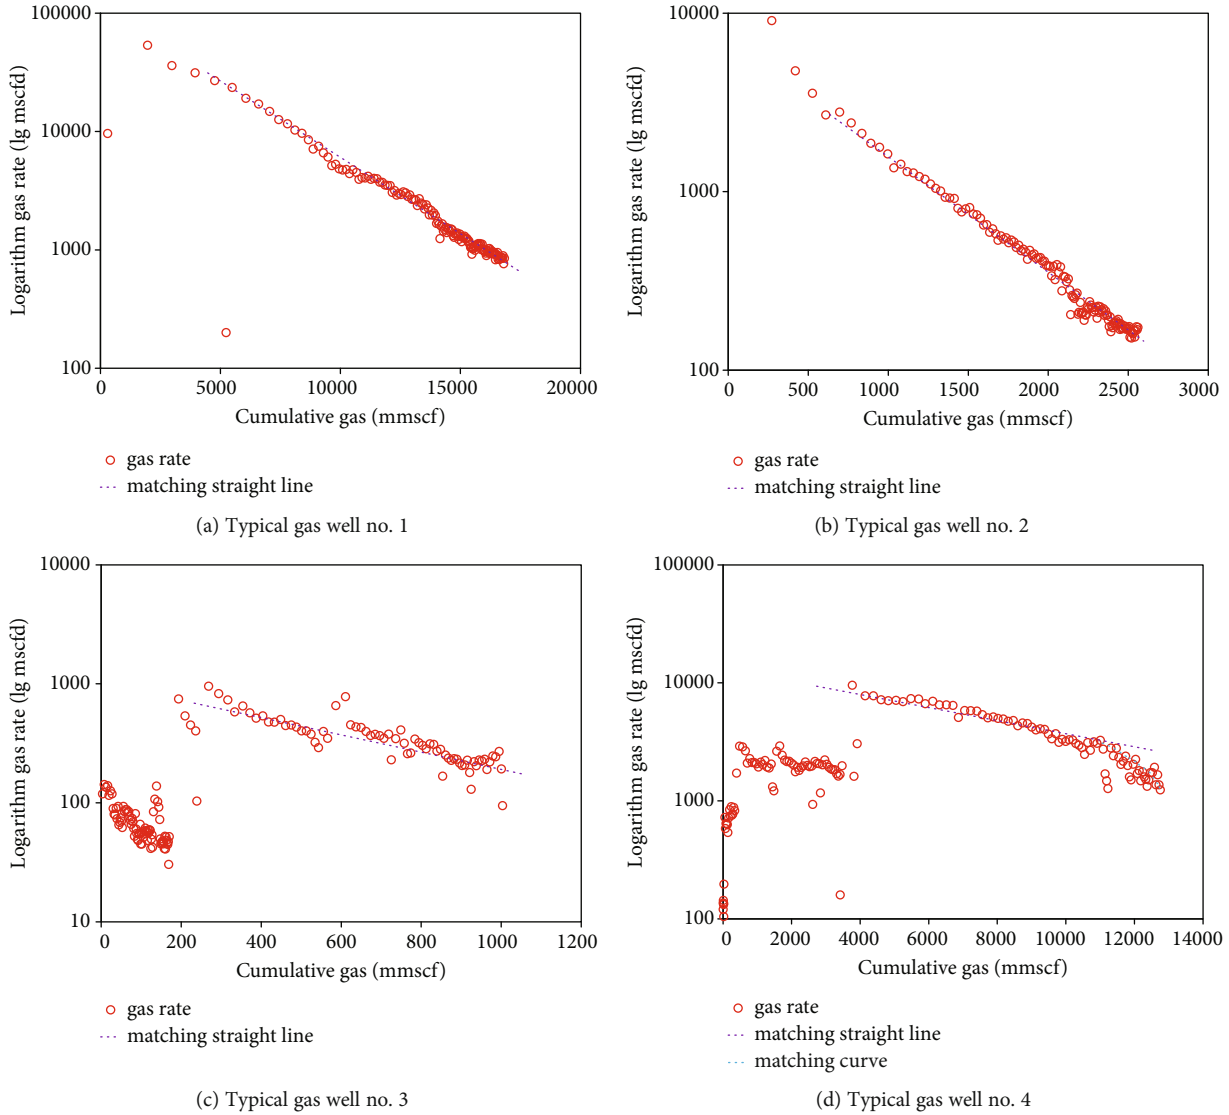 100000
10000
1000
100
0
5000
10000
15000
20000
Logarithm gas rate (lg mscfd)
Cumulative gas (mmscf)
gas rate
matching straight line
(a) Typical gas well no. 1
10000
1000
100
0
500
1000
1500
2000
2500
3000
Logarithm gas rate (lg mscfd)
Cumulative gas (mmscf)
gas rate
matching straight line
(b) Typical gas well no. 2
10000
1000
100
10
0
200
400
600
800
1000
1200
Logarithm gas rate (lg mscfd)
Cumulative gas (mmscf)
gas rate
matching straight line
(c) Typical gas well no. 3
100000
10000
1000
100
0
2000
4000
6000
8000
10000
12000
14000
Logarithm gas rate (lg mscfd)
Cumulative gas (mmscf)
gas rate
matching straight line
matching curve
(d) Typical gas well no. 4